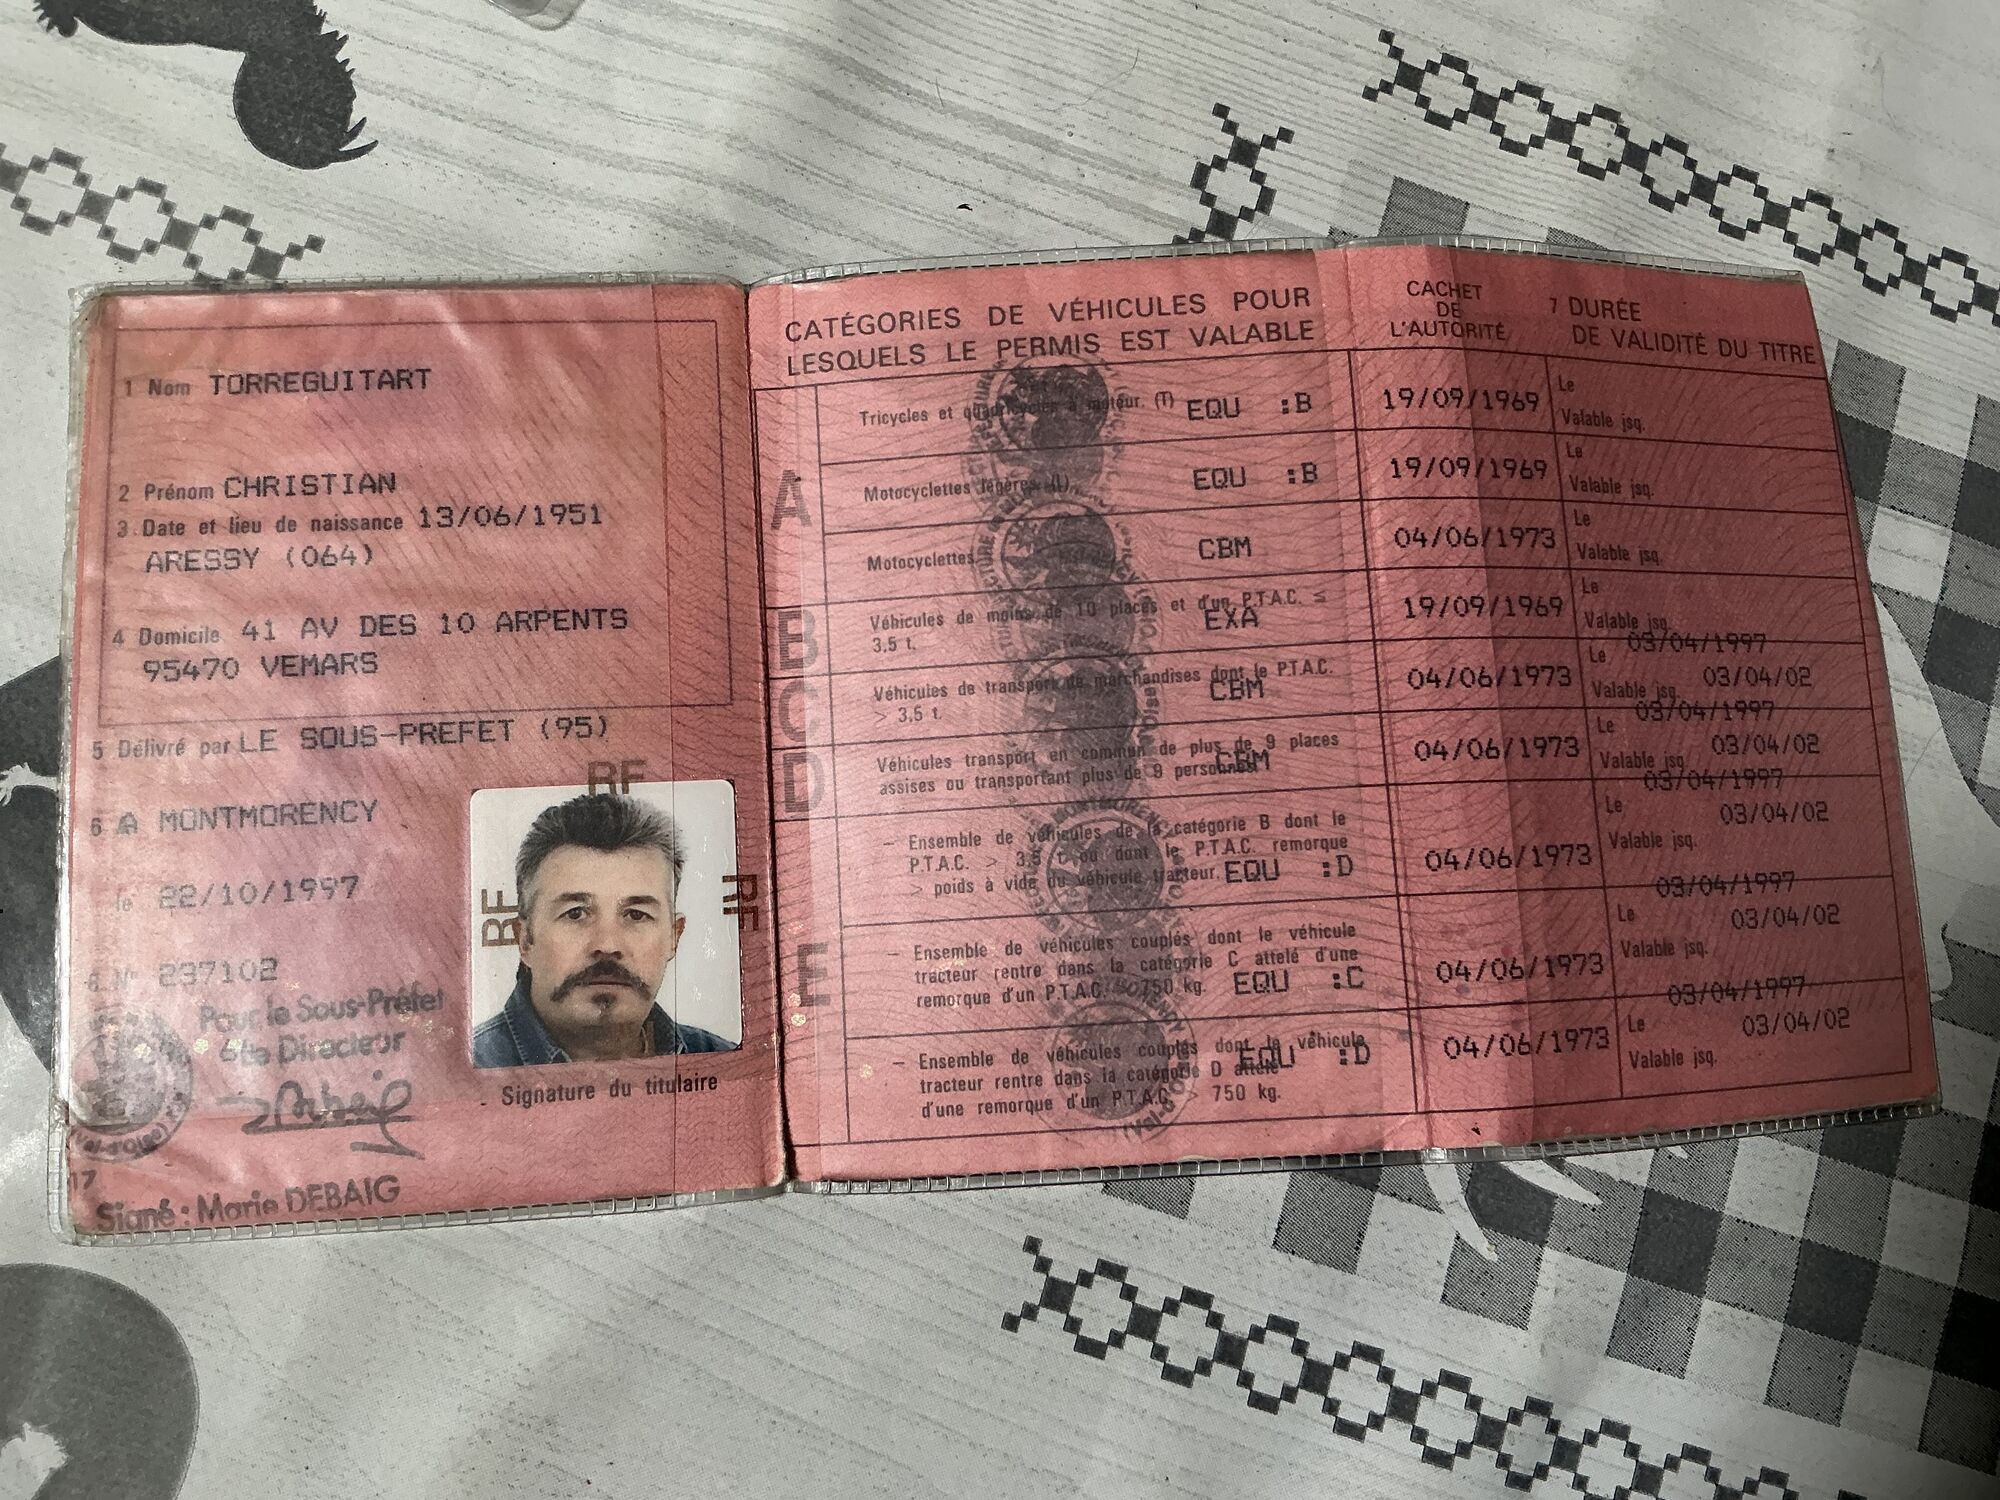 1 Nom TORREGUITART
2 Prénom CHRISTIAN
3 Date et lieu de naissance 13/06/1951
ARESSY (064)
4 Domicile 41 AV DES 10 ARPENTS
95470 VEMARS
5 Délivré par LE SOUS-PREFET (95)
6 A MONTMORENCY
le 22/10/1997
N° 237102
Pour le Sous-Préfet
Directeur
RF
RF
RF
Signature du titulaire
17
Signé : Marie DEBAIG
CATÉGORIES DE VÉHICULES POUR
LESQUELS LE PERMIS EST VALABLE
CACHET
DE
L'AUTORITÉ
7 DURÉE
DE VALIDITÉ DU TITRE
A
Tricycles et quadricycles à moteur. (T) EQU :B 19/09/1969 Le
Valable jsq.
Motocyclettes légères. (L) EQU :B 19/09/1969 Le
Valable jsq.
Motocyclettes CBM 04/06/1973 Le
Valable jsq.
B
Véhicules de moins de 10 places et d'un P.T.A.C. ≤
3,5 t. EXA 19/09/1969 Le
Valable jsq.
C
Véhicules de transport de marchandises dont le P.T.A.C.
> 3,5 t. CBM 04/06/1973 Le 03/04/1997
Valable jsq. 03/04/02
D
Véhicules transport en commun de plus de 9 places
assises ou transportant plus de 9 personnes. CBM 04/06/1973 Le 03/04/1997
Valable jsq. 03/04/02
E
— Ensemble de véhicules de la catégorie B dont le
P.T.A.C. > 3,5 t. ou dont le P.T.A.C. remorque
> poids à vide du véhicule tracteur. EQU :D 04/06/1973 Le 03/04/1997
Valable jsq. 03/04/02
— Ensemble de véhicules couplés dont le véhicule
tracteur rentre dans la catégorie C attelé d'une
remorque d'un P.T.A.C. > 750 kg. EQU :C 04/06/1973 Le 03/04/1997
Valable jsq. 03/04/02
— Ensemble de véhicules couplés dont le véhicule
tracteur rentre dans la catégorie D attelé
d'une remorque d'un P.T.A.C. > 750 kg. EQU :D 04/06/1973 Le 03/04/1997
Valable jsq. 03/04/02